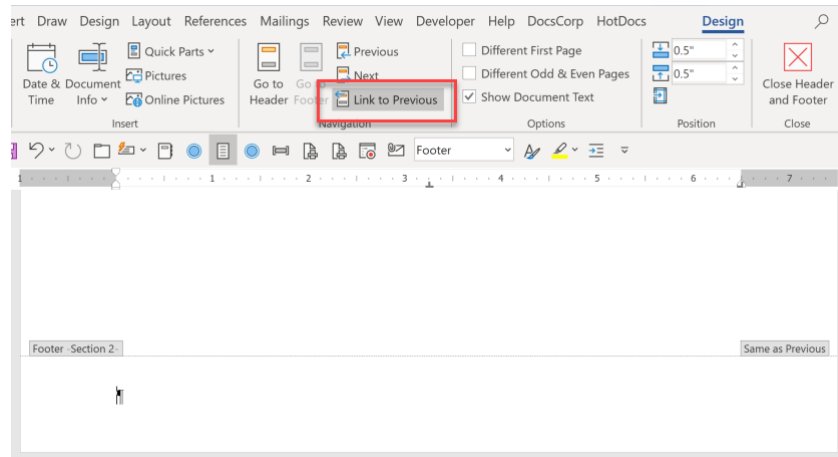 ert Draw Design Layout References Mailings Review View Developer Help DocsCorp HotDocs Design
Date & Time
Document Info
Quick Parts
Pictures
Online Pictures
Insert
Go to Header
Go to Footer
Previous
Next
Link to Previous
Navigation
Different First Page
Different Odd & Even Pages
Show Document Text
Options
0.5"
0.5"
Position
Close Header and Footer
Close
Footer
1 1 2 3 4 5 6 7
Footer -Section 2-
Same as Previous
¶